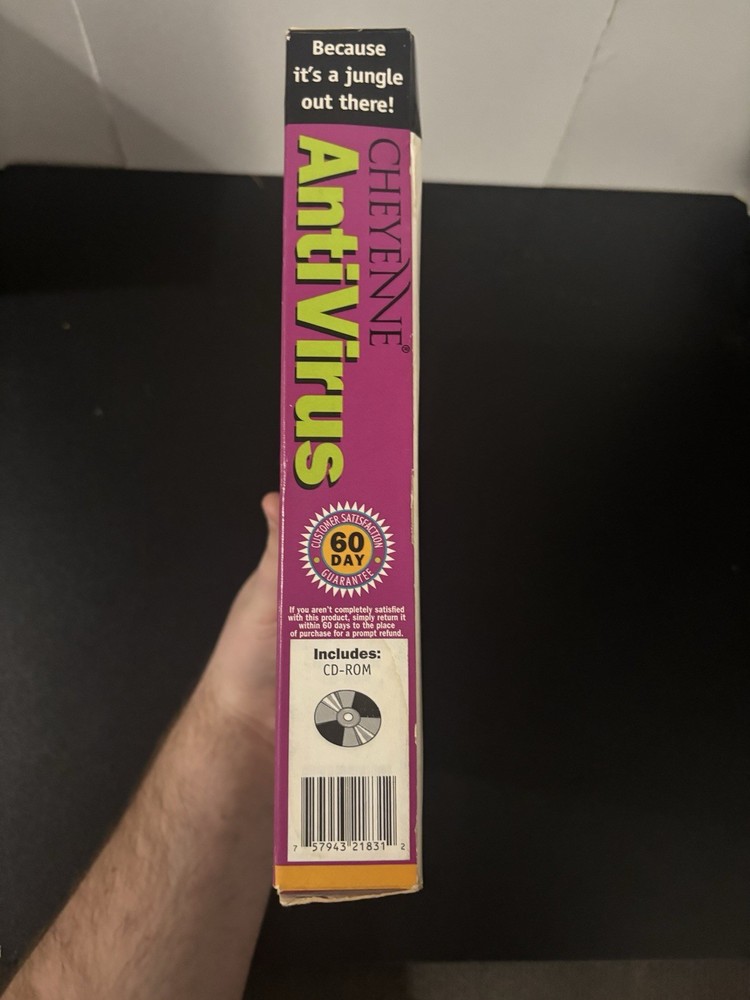 Because
it's a jungle
out there!
CHEYENNE®
AntiVirus
CUSTOMER SATISFACTION
60
DAY
GUARANTEE
If you aren't completely satisfied
with this product, simply return it
within 60 days to the place
of purchase for a prompt refund.
Includes:
CD-ROM
7 57943 21831 2